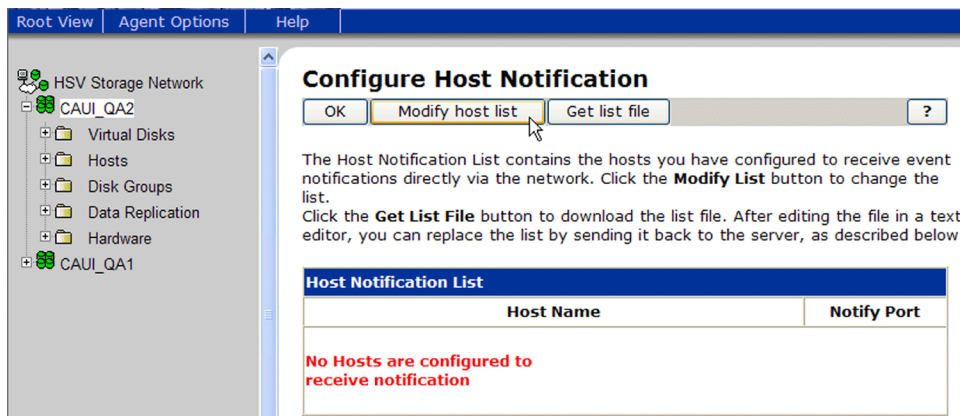 Root View Agent Options Help
HSV Storage Network
CAUI_QA2
Virtual Disks
Hosts
Disk Groups
Data Replication
Hardware
CAUI_QA1
Configure Host Notification
OK Modify host list Get list file ?
The Host Notification List contains the hosts you have configured to receive event
notifications directly via the network. Click the Modify List button to change the
list.
Click the Get List File button to download the list file. After editing the file in a text
editor, you can replace the list by sending it back to the server, as described below
Host Notification List
Host Name Notify Port
No Hosts are configured to
receive notification